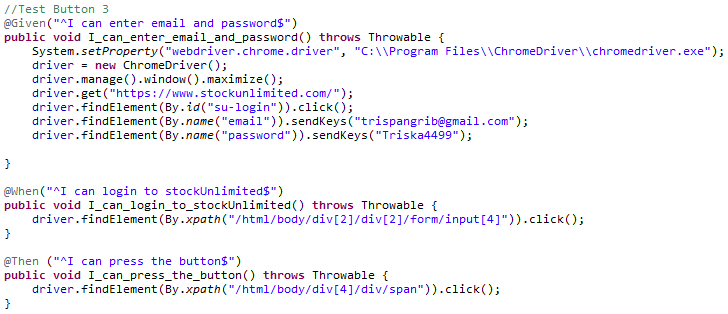 //Test Button 3
@Given("^I can enter email and password$")
public void I_can_enter_email_and_password() throws Throwable {
    System.setProperty("webdriver.chrome.driver", "C:\\Program Files\\ChromeDriver\\chromedriver.exe");
    driver = new ChromeDriver();
    driver.manage().window().maximize();
    driver.get("https://www.stockunlimited.com/");
    driver.findElement(By.id("su-login")).click();
    driver.findElement(By.name("email")).sendKeys("trispangrib@gmail.com");
    driver.findElement(By.name("password")).sendKeys("Triska4499");

}

@When("^I can login to stockUnlimited$")
public void I_can_login_to_stockUnlimited() throws Throwable {
    driver.findElement(By.xpath("/html/body/div[2]/div[2]/form/input[4]")).click();
}

@Then ("^I can press the button$")
public void I_can_press_the_button() throws Throwable {
    driver.findElement(By.xpath("/html/body/div[4]/div/span")).click();
}